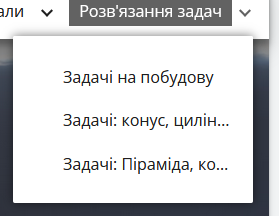 али Розв'язання задач
Задачі на побудову
Задачі: конус, цилін...
Задачі: Піраміда, ко...